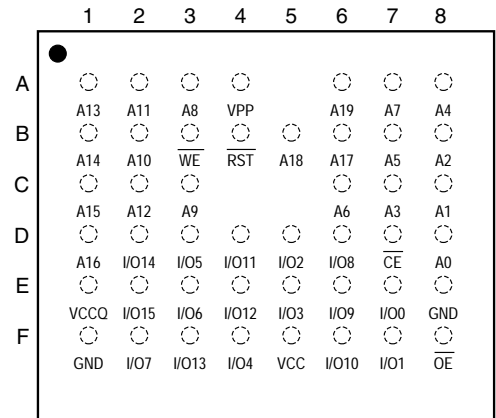 1 2 3 4 5 6 7 8
A
A13 A11 A8 VPP A19 A7 A4
B
A14 A10 WE RST A18 A17 A5 A2
C
A15 A12 A9 A6 A3 A1
D
A16 I/O14 I/O5 I/O11 I/O2 I/O8 CE A0
E
VCCQ I/O15 I/O6 I/O12 I/O3 I/O9 I/O0 GND
F
GND I/O7 I/O13 I/O4 VCC I/O10 I/O1 OE